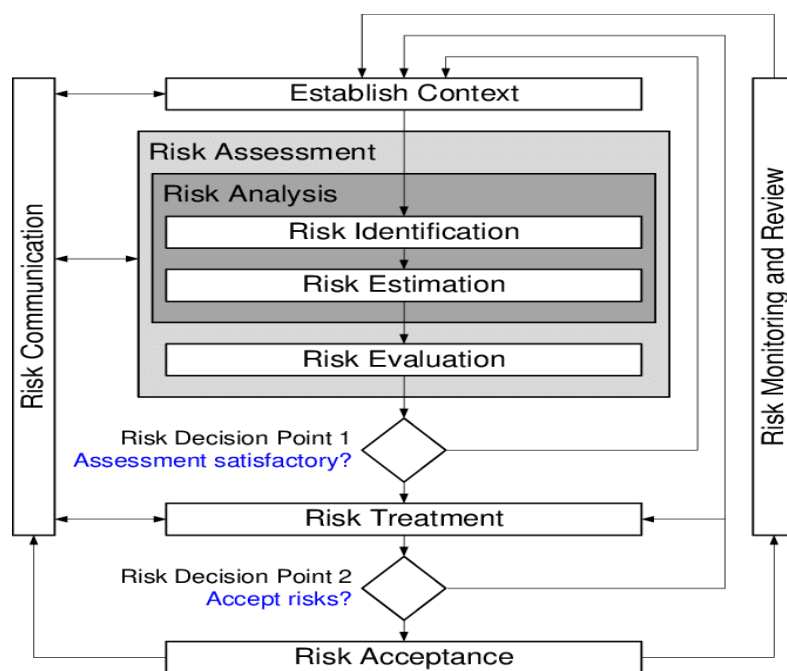 Establish Context
Risk Assessment
Risk Analysis
Risk Identification
Risk Estimation
Risk Evaluation
Risk Decision Point 1
Assessment satisfactory?
Risk Treatment
Risk Decision Point 2
Accept risks?
Risk Acceptance
Risk Communication
Risk Monitoring and Review